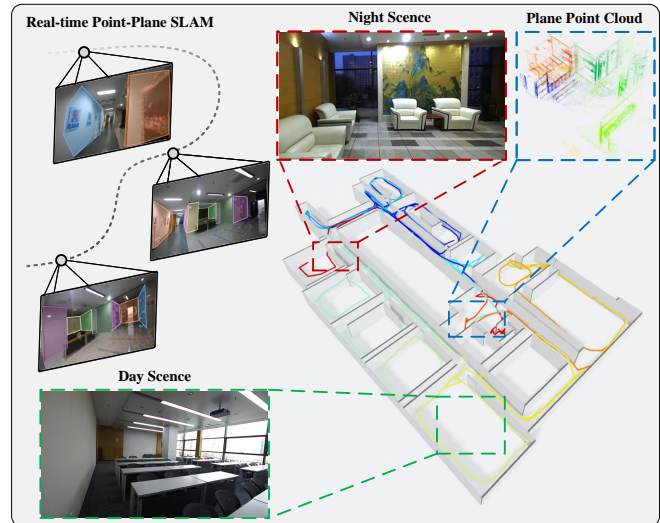 Real-time Point-Plane SLAM
Night Scence
Plane Point Cloud
Day Scence